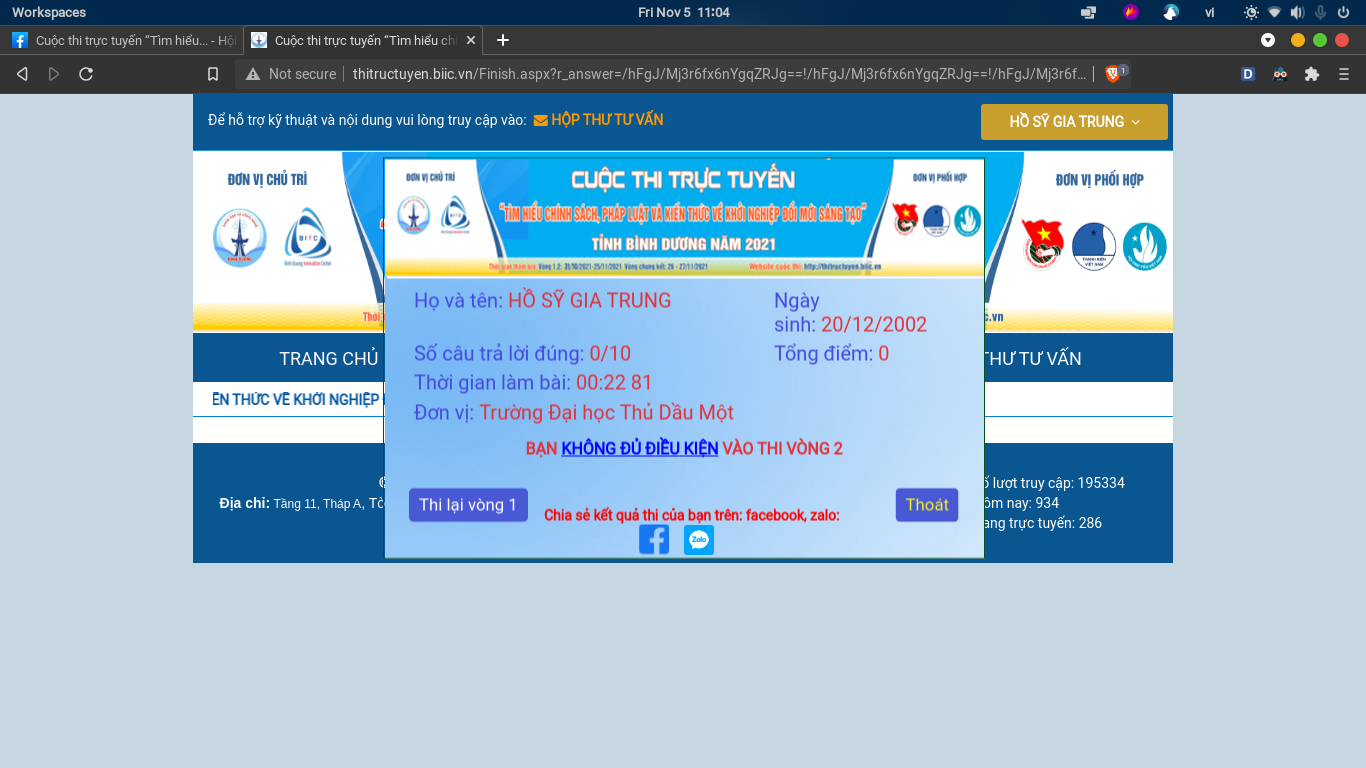 Workspaces
Fri Nov 5 11:04
vi
Cuộc thi trực tuyến “Tìm hiểu... - Hội
Cuộc thi trực tuyến “Tìm hiểu chí
Not secure
thitructuyen.biic.vn/Finish.aspx?r_answer=/hFgJ/Mj3r6fx6nYgqZRJg==!/hFgJ/Mj3r6fx6nYgqZRJg==!/hFgJ/Mj3r6f...
1
Để hỗ trợ kỹ thuật và nội dung vui lòng truy cập vào: HỘP THƯ TƯ VẤN
HỒ SỸ GIA TRUNG
ĐƠN VỊ CHỦ TRÌ
ĐƠN VỊ PHỐI HỢP
BIIC
Thời
.vn
ĐƠN VỊ CHỦ TRÌ
CUỘC THI TRỰC TUYẾN
ĐƠN VỊ PHỐI HỢP
“TÌM HIỂU CHÍNH SÁCH, PHÁP LUẬT VÀ KIẾN THỨC VỀ KHỞI NGHIỆP ĐỔI MỚI SÁNG TẠO”
TỈNH BÌNH DƯƠNG NĂM 2021
Thời gian tham gia: Vòng 1,2: 31/10/2021-25/11/2021 Vòng chung kết: 26 - 27/11/2021
Website cuộc thi: http://thitructuyen.biic.vn
Họ và tên: HỒ SỸ GIA TRUNG
Ngày
sinh: 20/12/2002
Số câu trả lời đúng: 0/10
Tổng điểm: 0
Thời gian làm bài: 00:22 81
Đơn vị: Trường Đại học Thủ Dầu Một
BẠN KHÔNG ĐỦ ĐIỀU KIỆN VÀO THI VÒNG 2
Thi lại vòng 1
Chia sẻ kết quả thi của bạn trên: facebook, zalo:
Thoát
Zalo
TRANG CHỦ
THƯ TƯ VẤN
ẾN THỨC VỀ KHỞI NGHIỆP
Địa chỉ: Tầng 11, Tháp A, Tò
ố lượt truy cập: 195334
ôm nay: 934
ang trực tuyến: 286